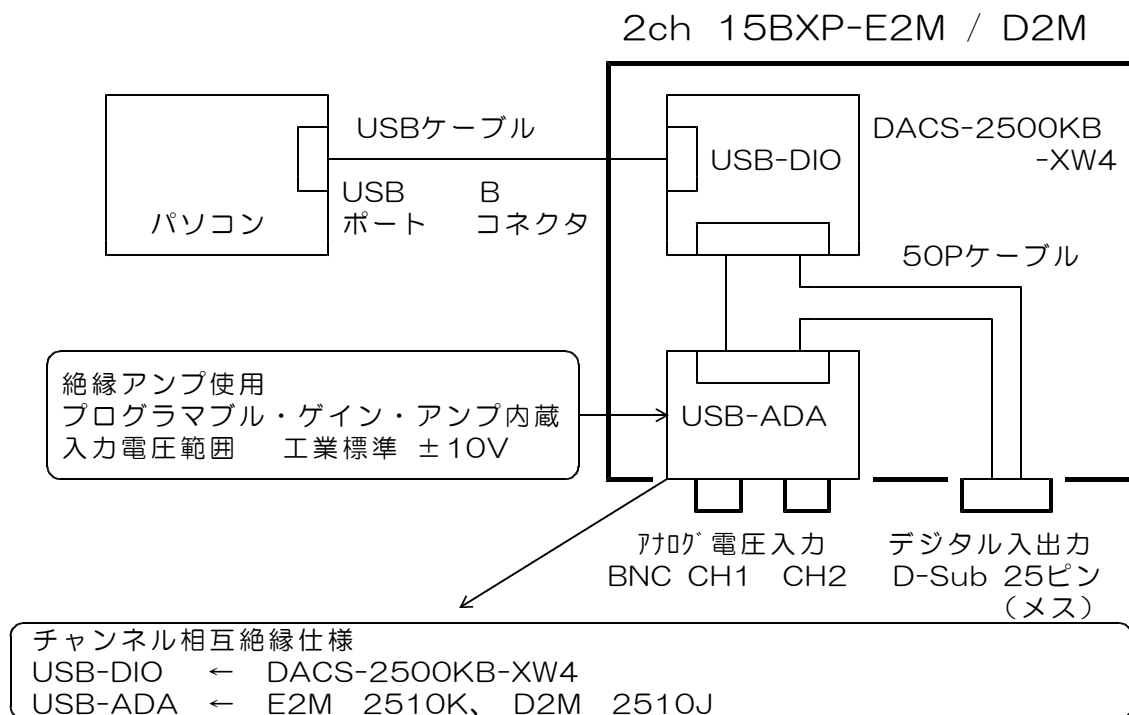 2ch 15BXP-E2M / D2M
USBケーブル
USB-DIO
DACS-2500KB
-XW4
パソコン
USB
ポート
B
コネクタ
50Pケーブル
絶縁アンプ使用
プログラマブル・ゲイン・アンプ内蔵
入力電圧範囲 工業標準 ±10V
USB-ADA
ｱﾅﾛｸﾞ電圧入力
BNC CH1 CH2
デジタル入出力
D-Sub 25ピン
（メス）
チャンネル相互絶縁仕様
USB-DIO ← DACS-2500KB-XW4
USB-ADA ← E2M 2510K、 D2M 2510J